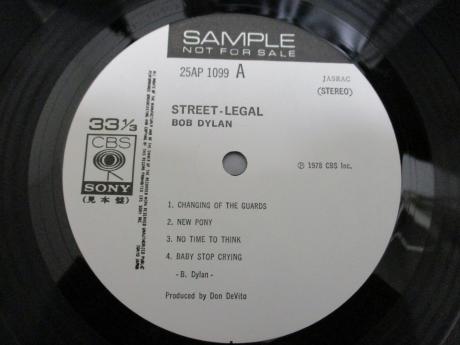 SAMPLE
NOT FOR SALE
25AP 1099 A
JASRAC
(STEREO)
STREET-LEGAL
BOB DYLAN
33 1/3
CBS
SONY
(見本盤)
Ⓟ 1978 CBS Inc.
1. CHANGING OF THE GUARDS
2. NEW PONY
3. NO TIME TO THINK
4. BABY STOP CRYING
-B. Dylan-
Produced by Don DeVito